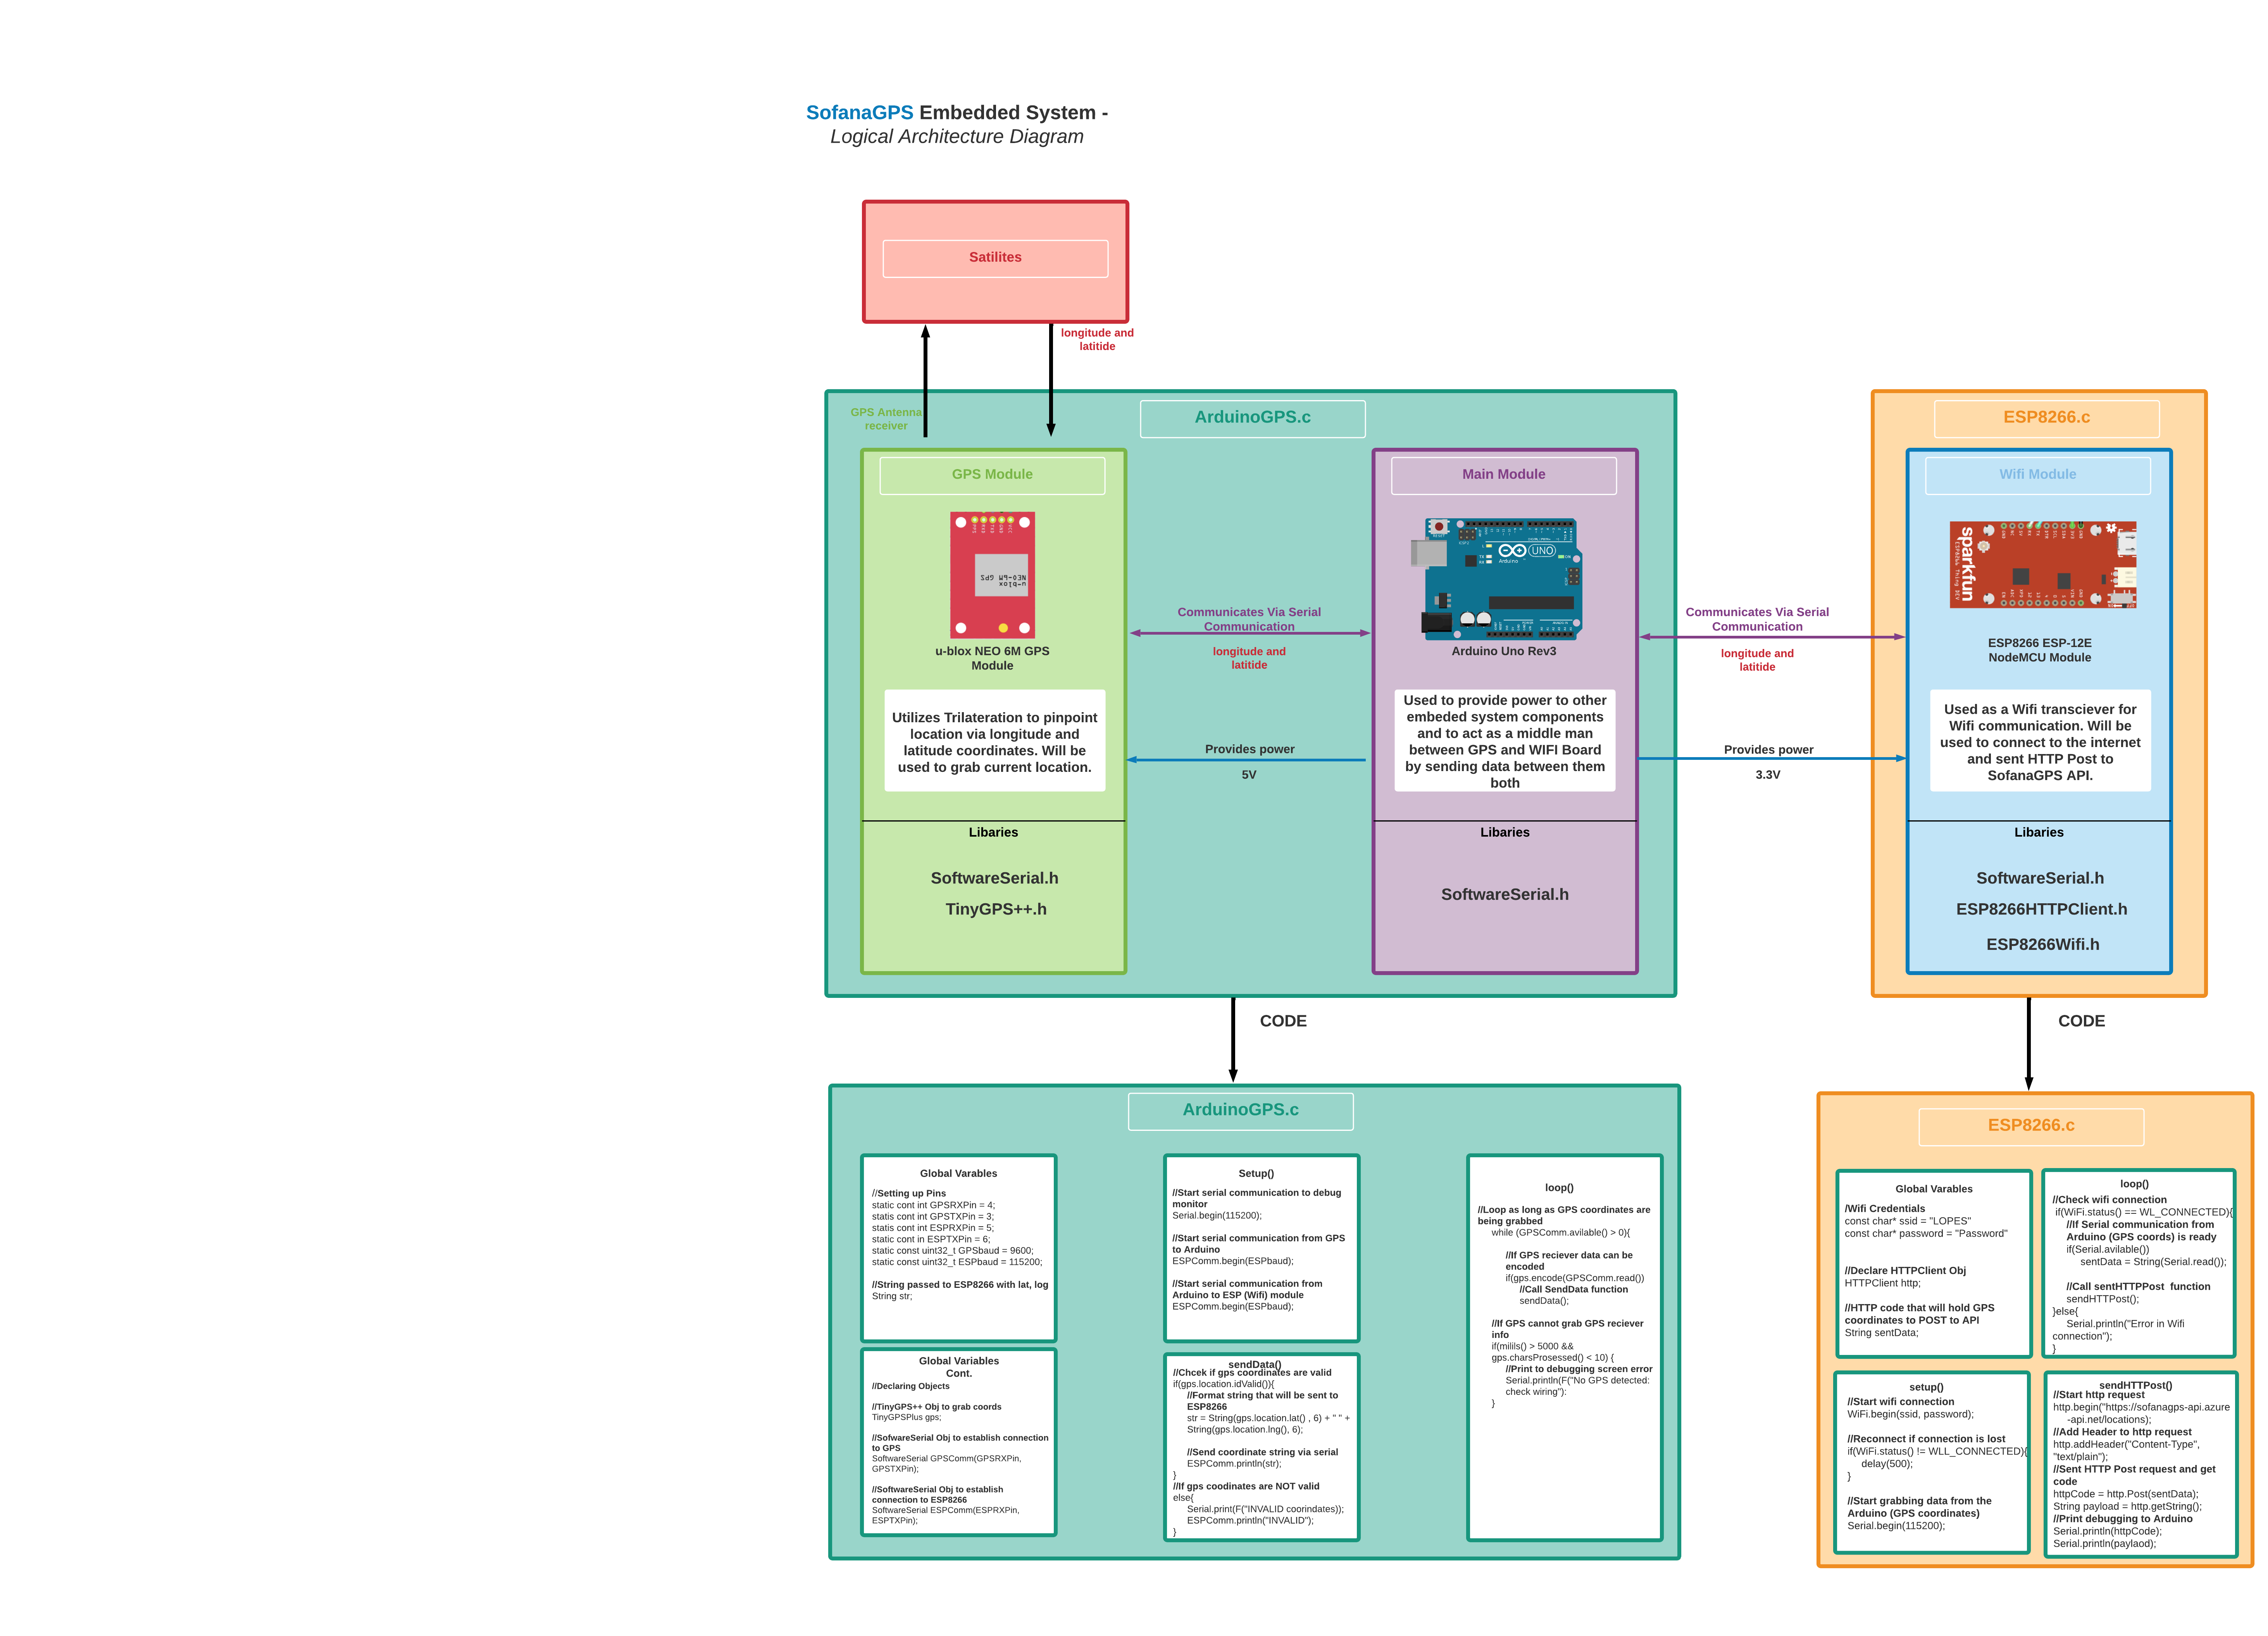 SofanaGPS Embedded System -
Logical Architecture Diagram
Satilites
longitude and
latitide
GPS Antenna
receiver
ArduinoGPS.c
GPS Module
u-blox
NEO-6M GPS
u-blox NEO 6M GPS
Module
Utilizes Trilateration to pinpoint
location via longitude and
latitude coordinates. Will be
used to grab current location.
Libaries
SoftwareSerial.h
TinyGPS++.h
Communicates Via Serial
Communication
longitude and
latitide
Provides power
5V
Main Module
UNO
Arduino
Arduino Uno Rev3
Used to provide power to other
embeded system components
and to act as a middle man
between GPS and WIFI Board
by sending data between them
both
Libaries
SoftwareSerial.h
Communicates Via Serial
Communication
longitude and
latitide
Provides power
3.3V
ESP8266.c
Wifi Module
sparkfun
ESP8266 Thing DEV
ESP8266 ESP-12E
NodeMCU Module
Used as a Wifi transciever for
Wifi communication. Will be
used to connect to the internet
and sent HTTP Post to
SofanaGPS API.
Libaries
SoftwareSerial.h
ESP8266HTTPClient.h
ESP8266Wifi.h
CODE
CODE
ArduinoGPS.c
Global Varables
//Setting up Pins
static cont int GPSRXPin = 4;
statis cont int GPSTXPin = 3;
statis cont int ESPRXPin = 5;
static cont in ESPTXPin = 6;
static const uint32_t GPSbaud = 9600;
static const uint32_t ESPbaud = 115200;
//String passed to ESP8266 with lat, log
String str;
Global Variables
Cont.
//Declaring Objects
//TinyGPS++ Obj to grab coords
TinyGPSPlus gps;
//SofwareSerial Obj to establish connection
to GPS
SoftwareSerial GPSComm(GPSRXPin,
GPSTXPin);
//SoftwareSerial Obj to establish
connection to ESP8266
SoftwareSerial ESPComm(ESPRXPin,
ESPTXPin);
Setup()
//Start serial communication to debug
monitor
Serial.begin(115200);
//Start serial communication from GPS
to Arduino
ESPComm.begin(ESPbaud);
//Start serial communication from
Arduino to ESP (Wifi) module
ESPComm.begin(ESPbaud);
sendData()
//Chcek if gps coordinates are valid
if(gps.location.idValid()){
//Format string that will be sent to
ESP8266
str = String(gps.location.lat() , 6) + " " +
String(gps.location.lng(), 6);
//Send coordinate string via serial
ESPComm.println(str);
}
//If gps coodinates are NOT valid
else{
Serial.print(F("INVALID coorindates));
ESPComm.println("INVALID");
}
loop()
//Loop as long as GPS coordinates are
being grabbed
while (GPSComm.avilable() > 0){
//If GPS reciever data can be
encoded
if(gps.encode(GPSComm.read())
//Call SendData function
sendData();
//If GPS cannot grab GPS reciever
info
if(milils() > 5000 &&
gps.charsProsessed() < 10) {
//Print to debugging screen error
Serial.println(F("No GPS detected:
check wiring"):
}
ESP8266.c
Global Varables
/Wifi Credentials
const char* ssid = "LOPES"
const char* password = "Password"
//Declare HTTPClient Obj
HTTPClient http;
//HTTP code that will hold GPS
coordinates to POST to API
String sentData;
loop()
//Check wifi connection
if(WiFi.status() == WL_CONNECTED){
//If Serial communication from
Arduino (GPS coords) is ready
if(Serial.avilable())
sentData = String(Serial.read());
//Call sentHTTPPost function
sendHTTPost();
}else{
Serial.println("Error in Wifi
connection");
}
setup()
//Start wifi connection
WiFi.begin(ssid, password);
//Reconnect if connection is lost
if(WiFi.status() != WLL_CONNECTED){
delay(500);
}
//Start grabbing data from the
Arduino (GPS coordinates)
Serial.begin(115200);
sendHTTPost()
//Start http request
http.begin("https://sofanagps-api.azure
-api.net/locations);
//Add Header to http request
http.addHeader("Content-Type",
"text/plain");
//Sent HTTP Post request and get
code
httpCode = http.Post(sentData);
String payload = http.getString();
//Print debugging to Arduino
Serial.println(httpCode);
Serial.println(paylaod);